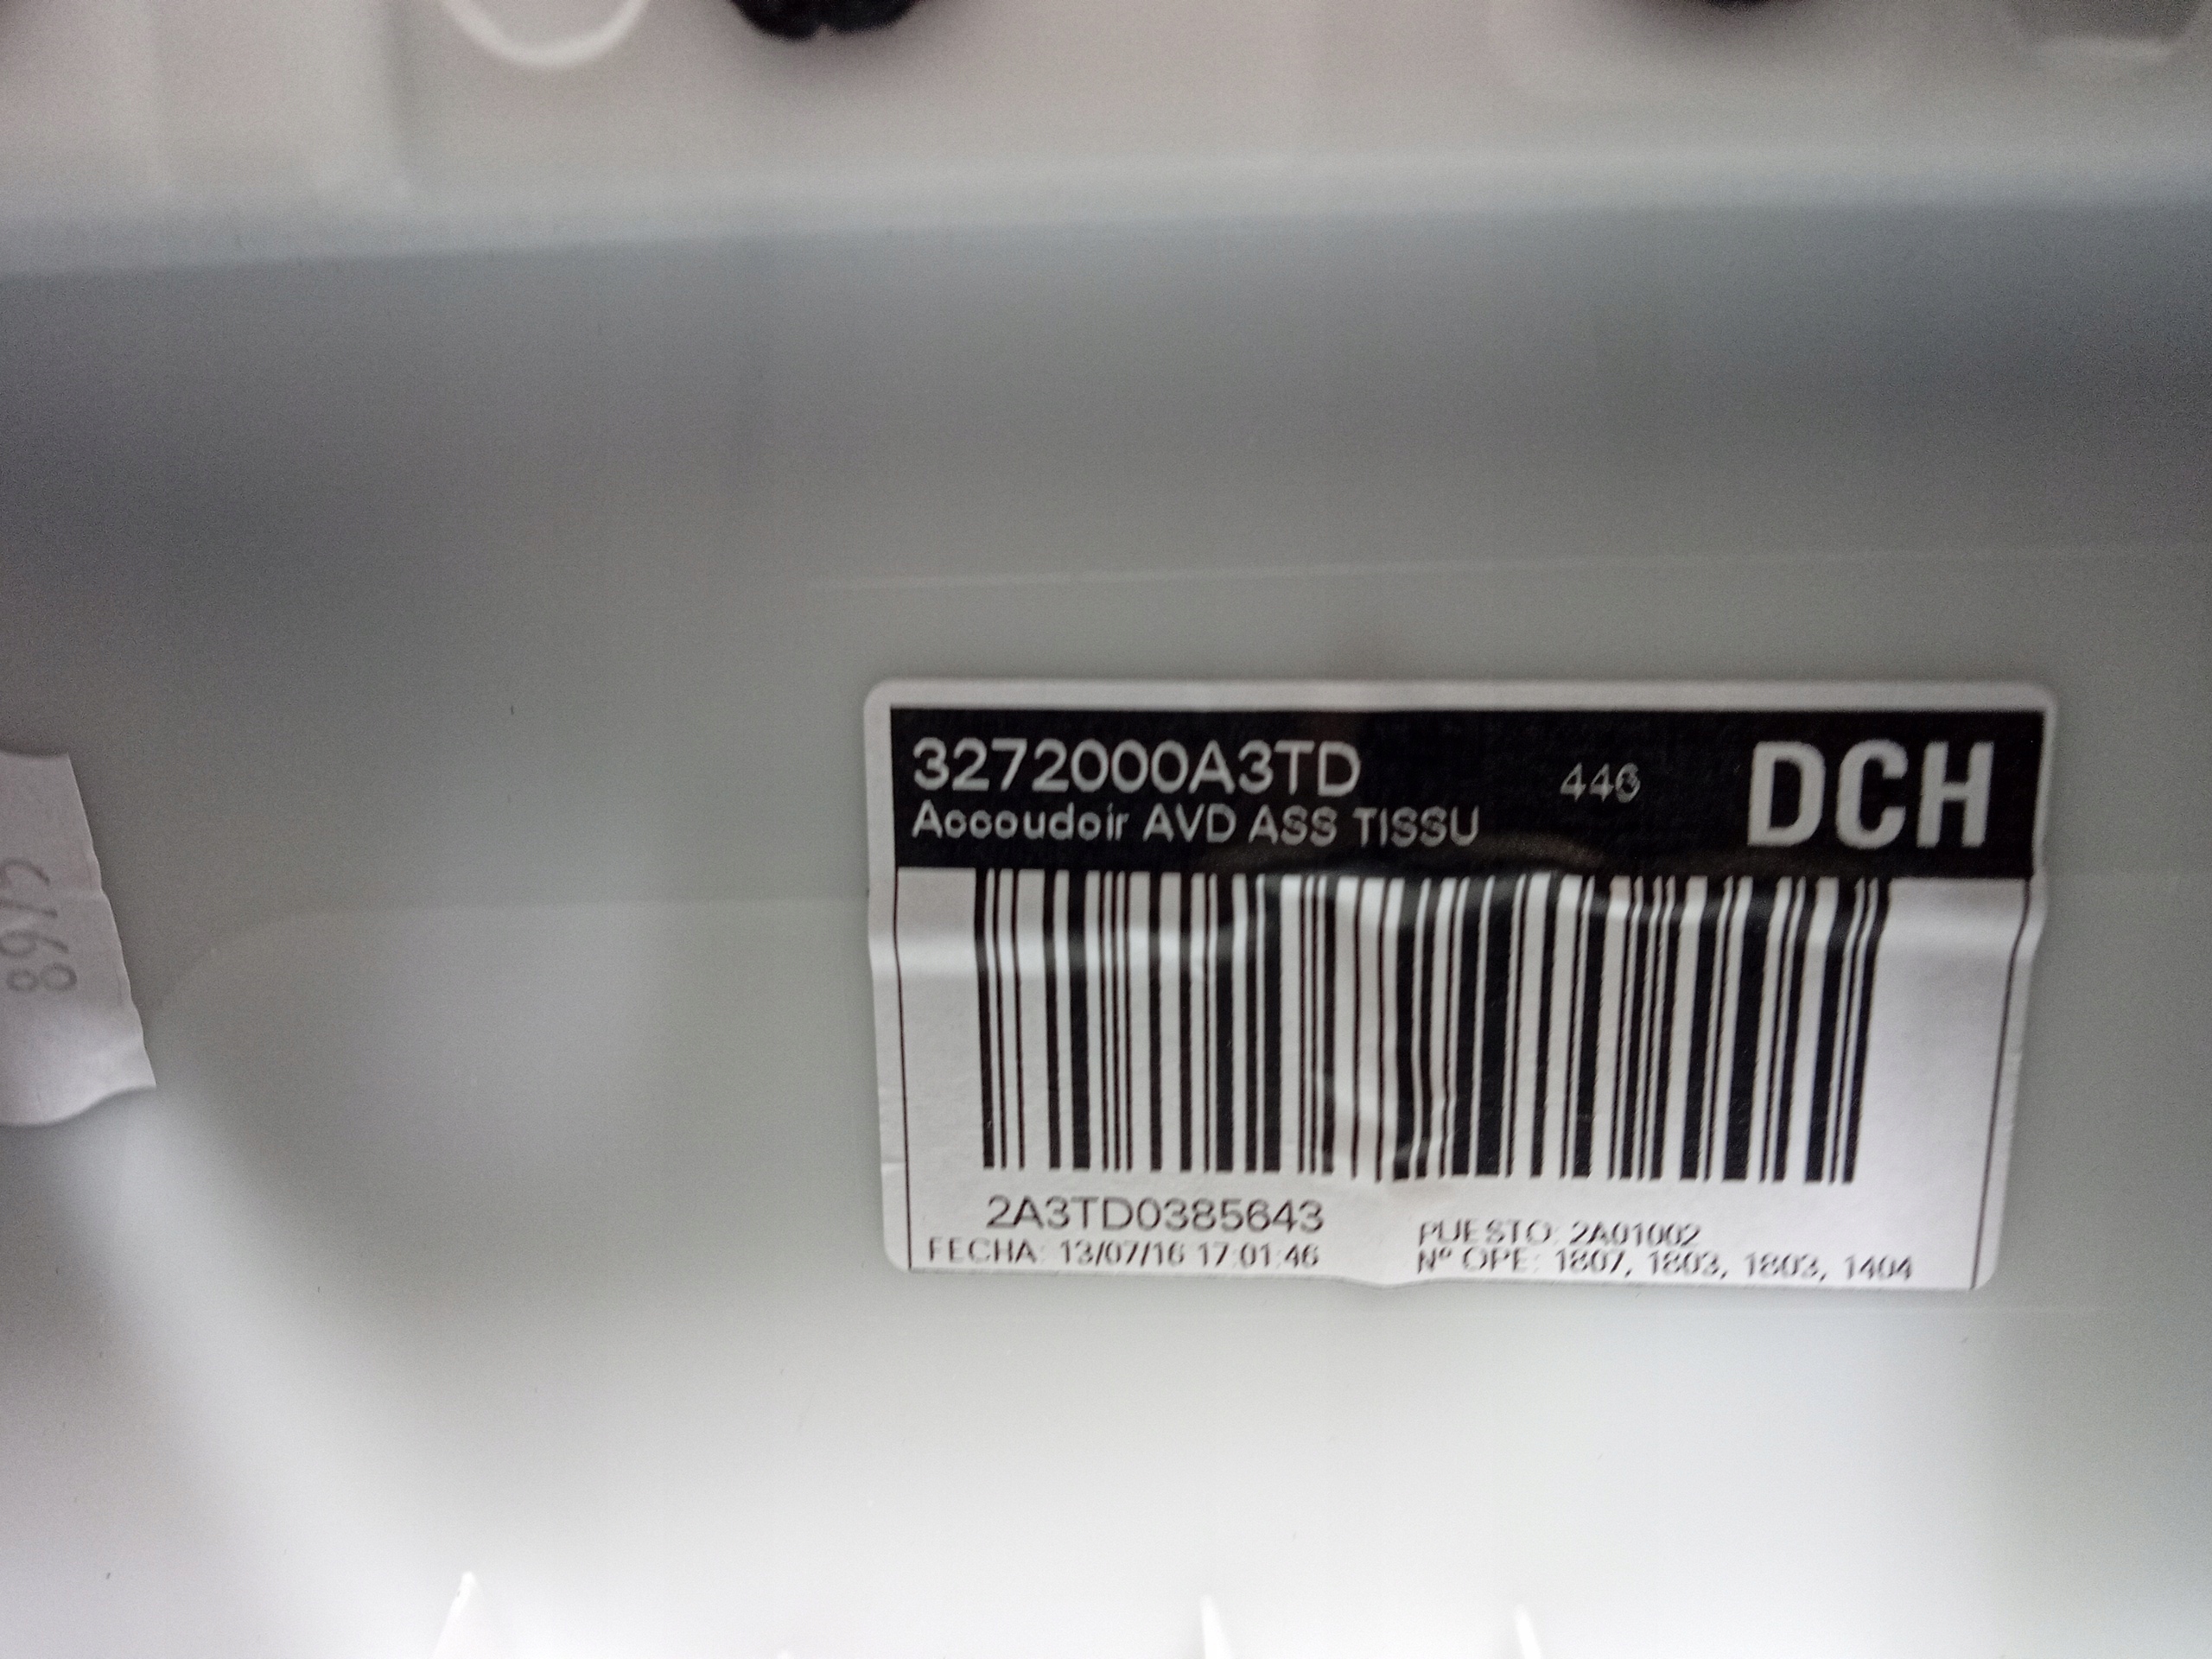 3272000A3TD 446 DCH
Accoudoir AVD ASS TISSU
2A3TD0385643
FECHA: 13/07/16 17:01:46
PUESTO: 2A01002
Nº OPE: 1807, 1803, 1803, 1404